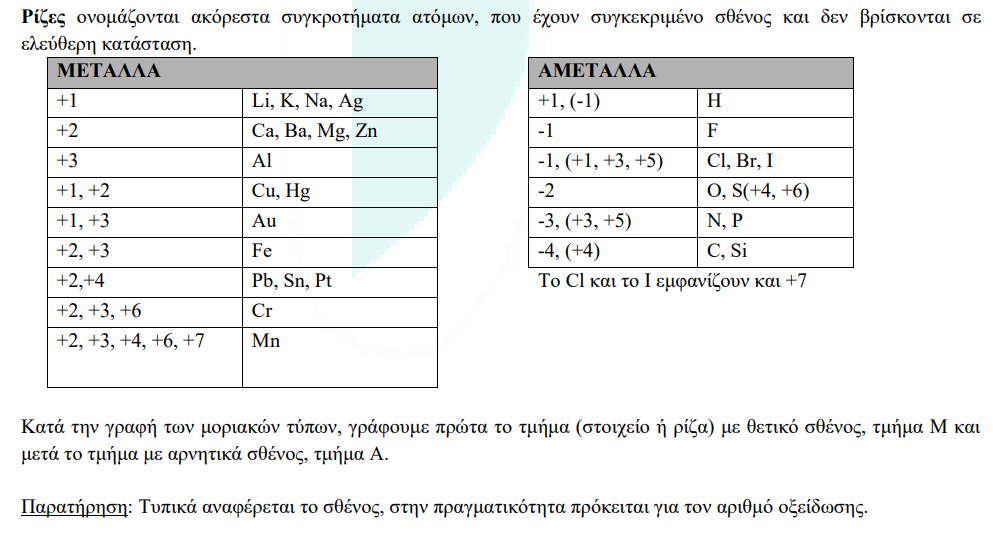 Ρίζες ονομάζονται ακόρεστα συγκροτήματα ατόμων, που έχουν συγκεκριμένο σθένος και δεν βρίσκονται σε
ελεύθερη κατάσταση.
ΜΕΤΑΛΛΑ
+1 Li, K, Na, Ag
+2 Ca, Ba, Mg, Zn
+3 Al
+1, +2 Cu, Hg
+1, +3 Au
+2, +3 Fe
+2,+4 Pb, Sn, Pt
+2, +3, +6 Cr
+2, +3, +4, +6, +7 Mn
ΑΜΕΤΑΛΛΑ
+1, (-1) H
-1 F
-1, (+1, +3, +5) Cl, Br, I
-2 O, S(+4, +6)
-3, (+3, +5) N, P
-4, (+4) C, Si
Το Cl και το I εμφανίζουν και +7
Κατά την γραφή των μοριακών τύπων, γράφουμε πρώτα το τμήμα (στοιχείο ή ρίζα) με θετικό σθένος, τμήμα Μ και
μετά το τμήμα με αρνητικά σθένος, τμήμα Α.
Παρατήρηση: Τυπικά αναφέρεται το σθένος, στην πραγματικότητα πρόκειται για τον αριθμό οξείδωσης.